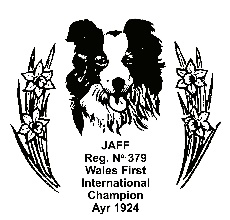 JAFF
Reg. Nº 379
Wales First
International
Champion
Ayr 1924